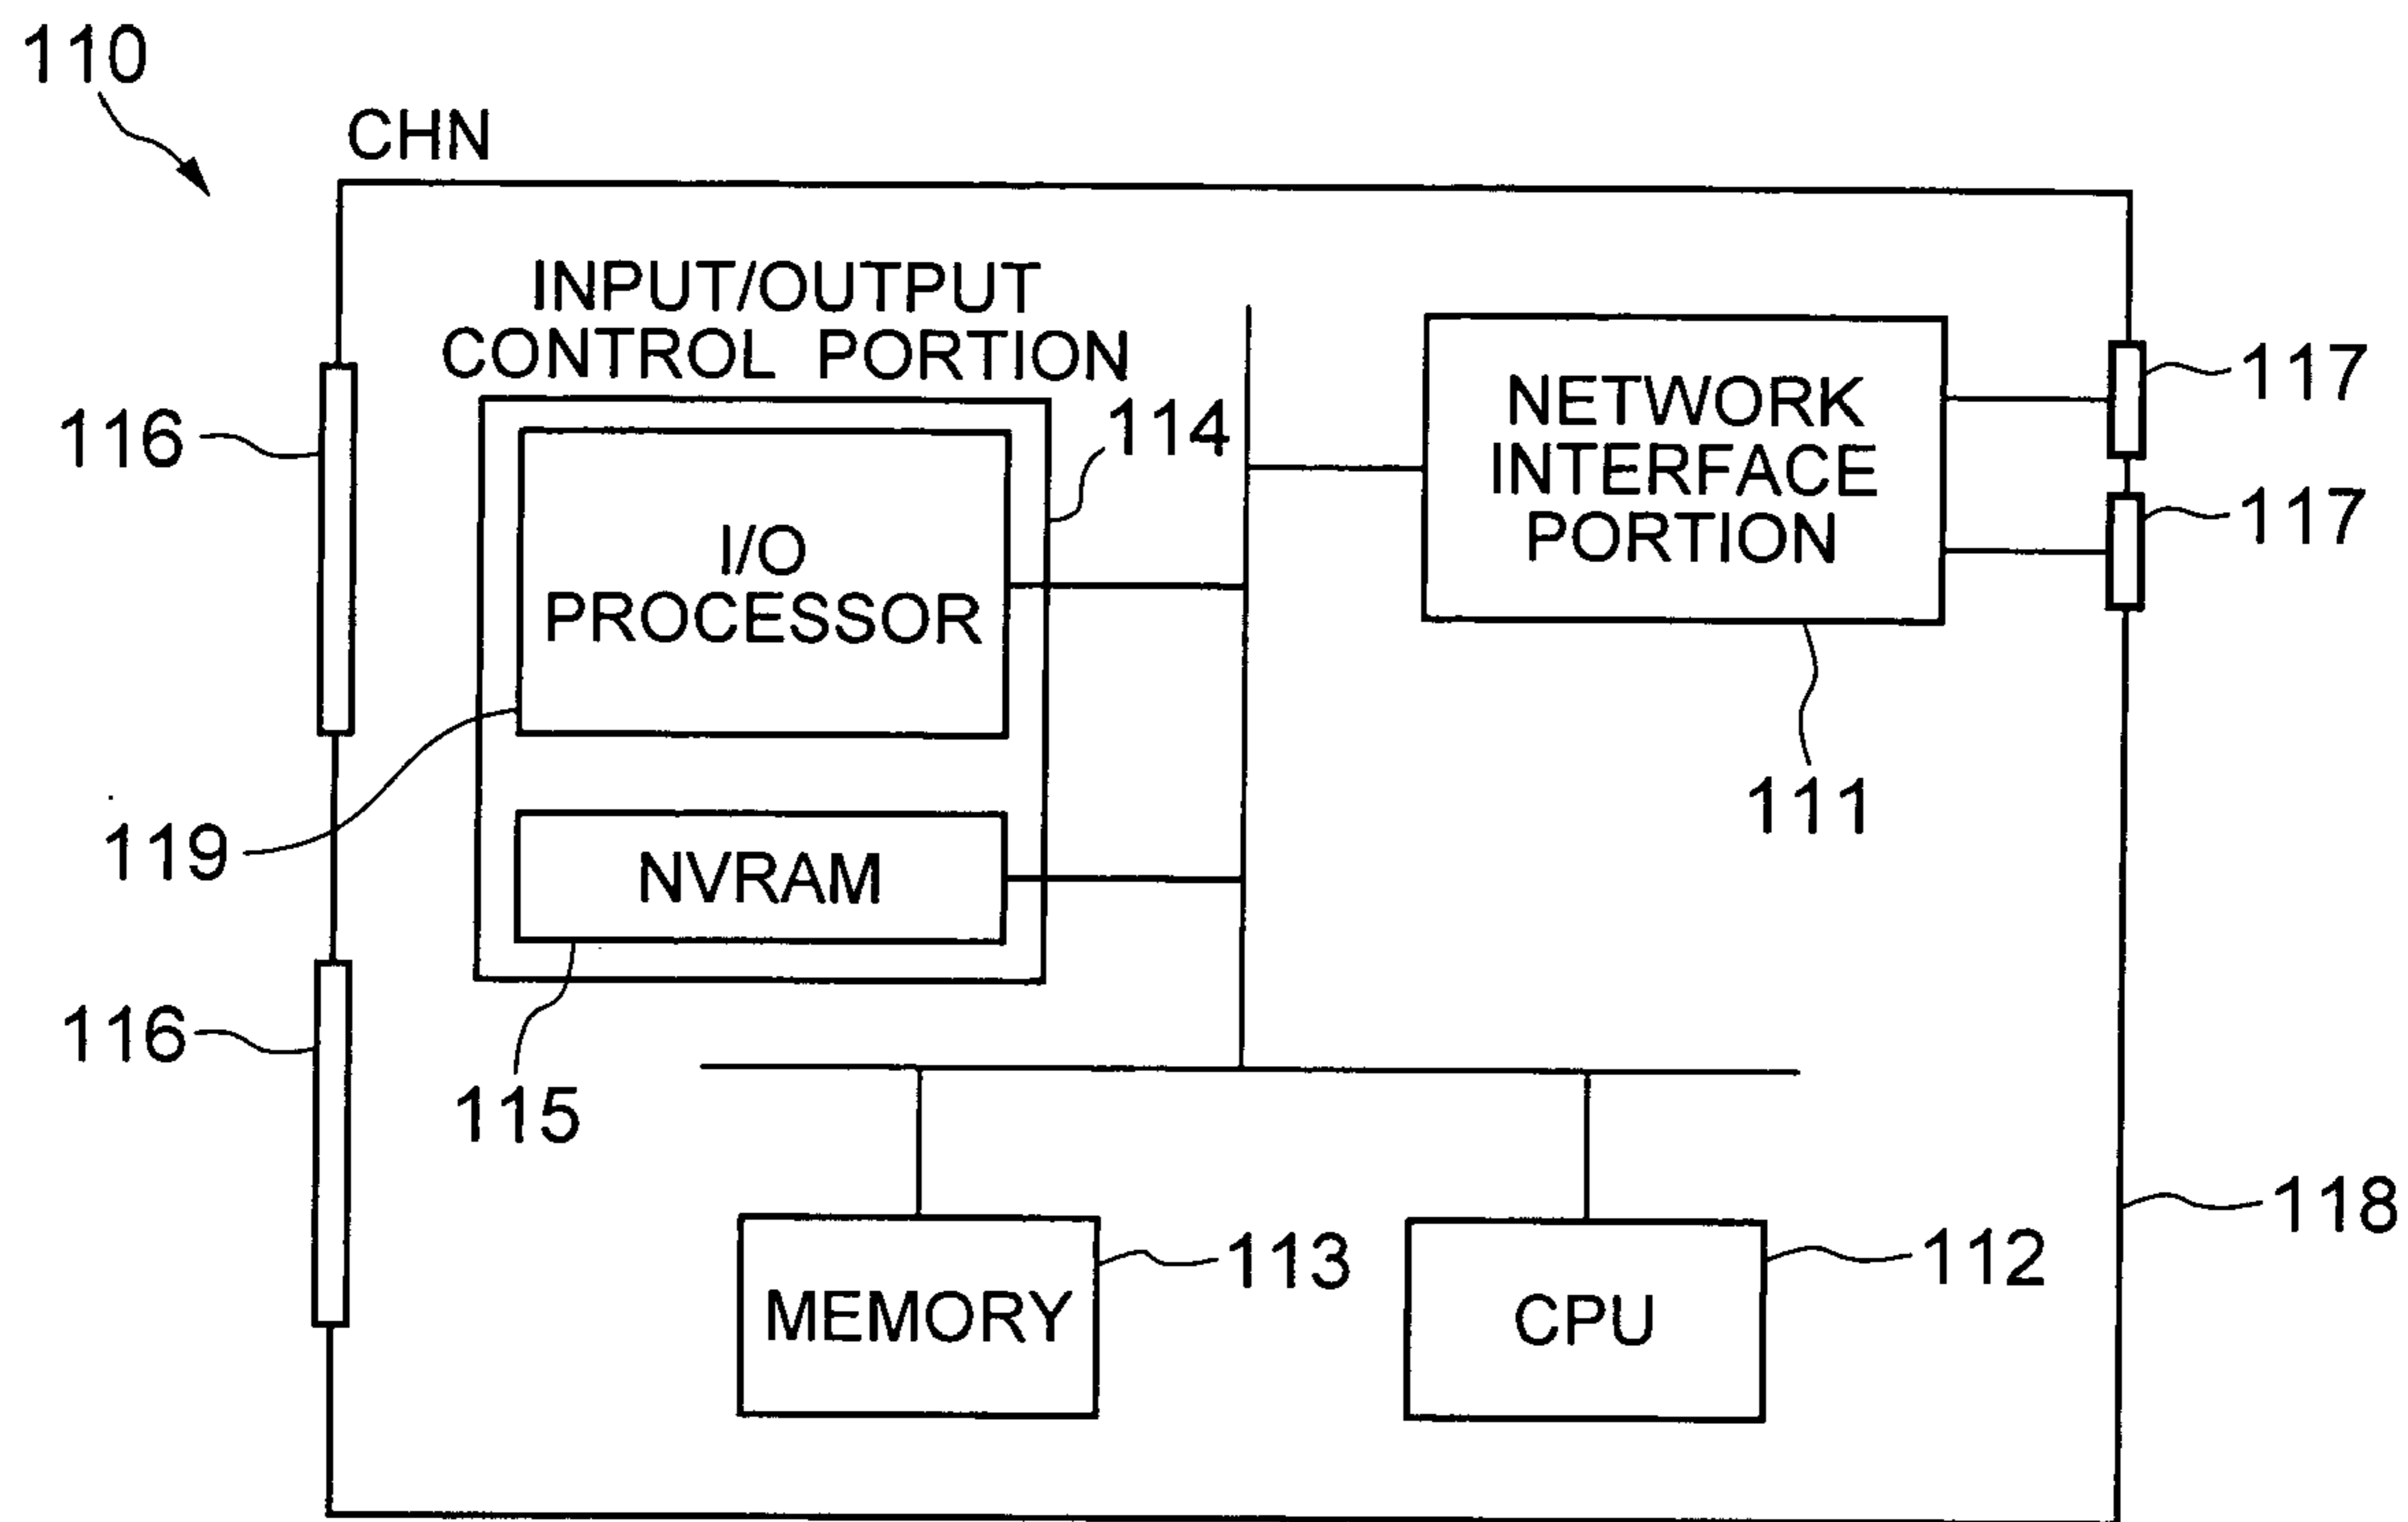 110
CHN
INPUT/OUTPUT
CONTROL PORTION
116
114
I/O
PROCESSOR
NETWORK
INTERFACE
PORTION
117
117
119
111
NVRAM
116
115
118
113
112
MEMORY
CPU